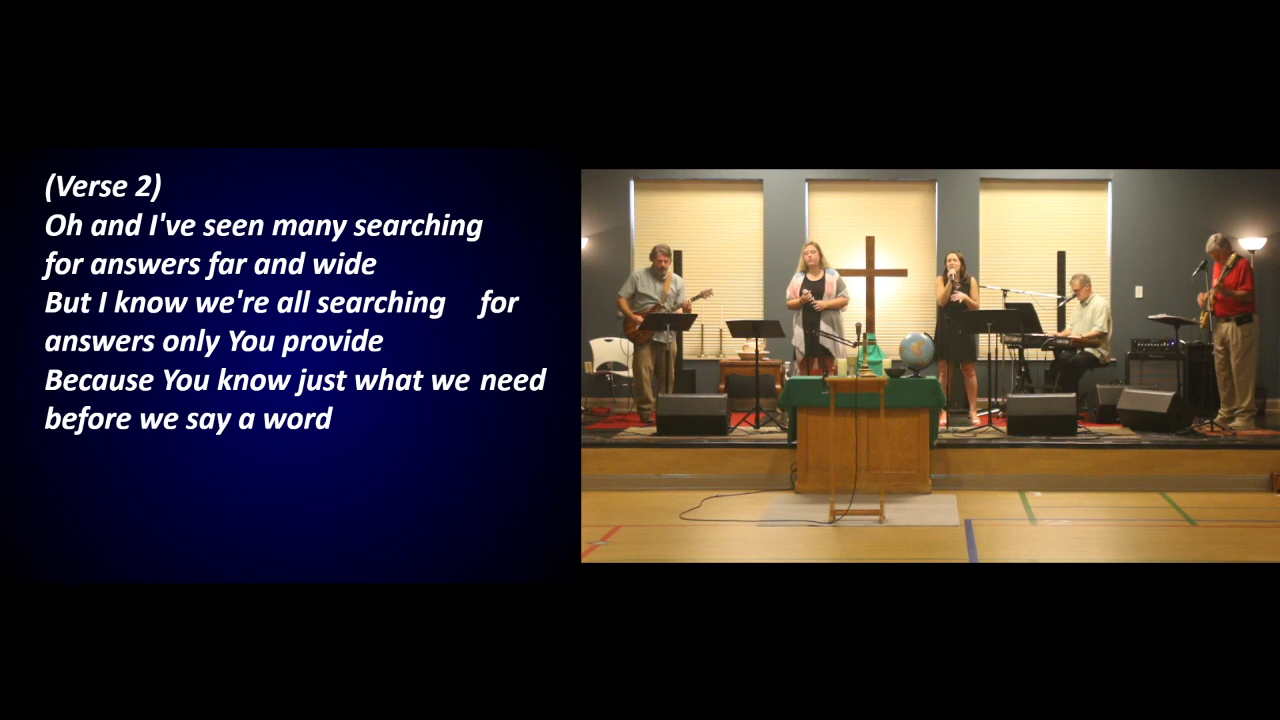 (Verse 2)
Oh and I've seen many searching
for answers far and wide
But I know we're all searching for
answers only You provide
Because You know just what we need
before we say a word